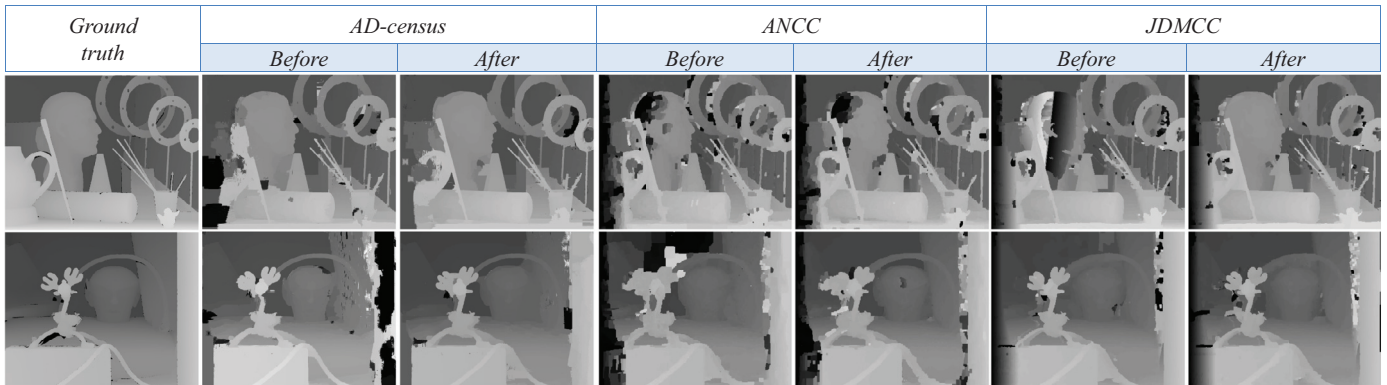 Ground
truth
AD-census
ANCC
JDMCC
Before
After
Before
After
Before
After